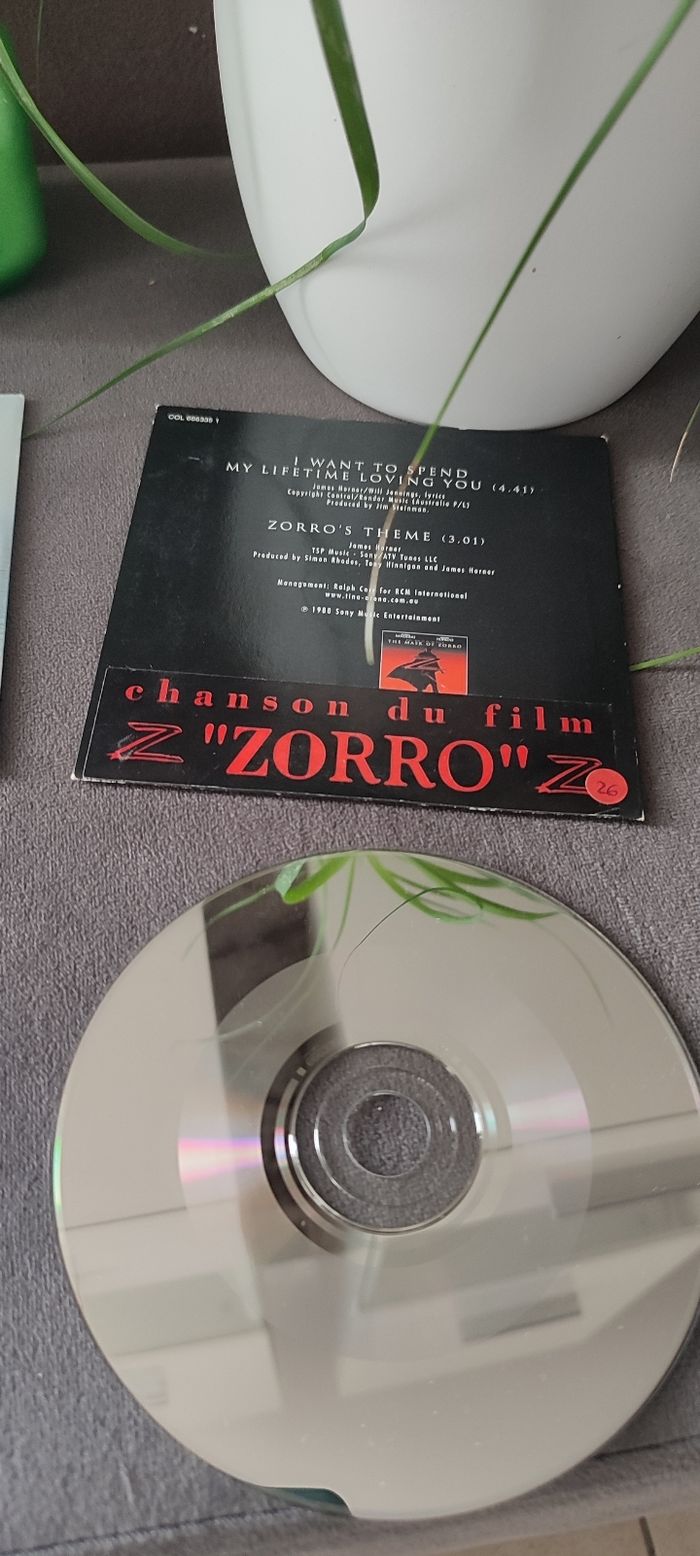 COL 666335 1
I WANT TO SPEND
MY LIFETIME LOVING YOU (4.41)
James Horner/Will Jennings, lyrics
Copyright Control/Rondor Music (Australia P/L)
Produced by Jim Steinman.
ZORRO'S THEME (3.01)
James Horner
TSP Music - Sony/ATV Tunes LLC
Produced by Simon Rhodes, Tony Hinnigan and James Horner
Management: Ralph Carr for RCM International
www.tina-arena.com.au
℗ 1980 Sony Music Entertainment
THE MASK OF ZORRO
chanson du film
Z "ZORRO" Z
26